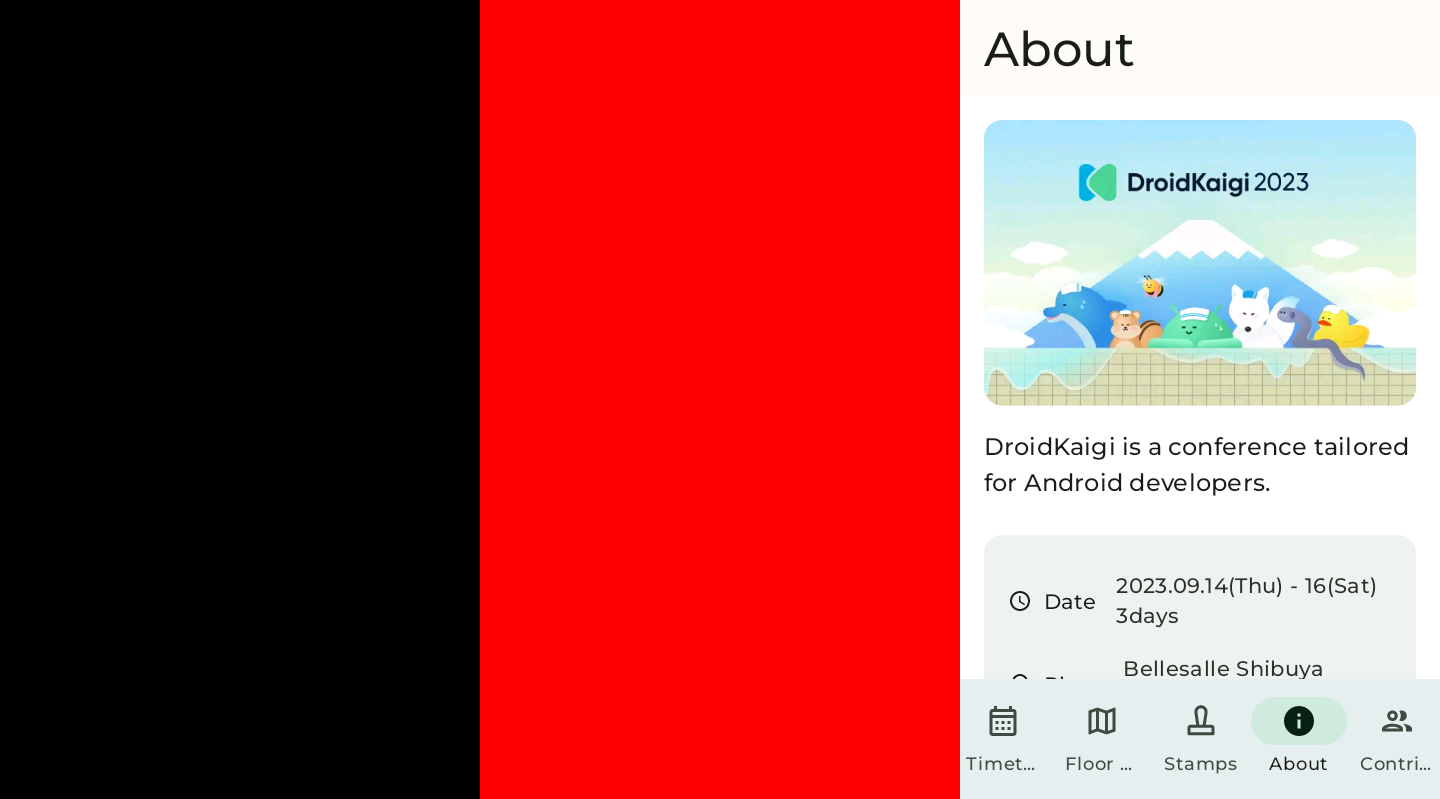 About
DroidKaigi 2023
DroidKaigi is a conference tailored
for Android developers.
Date
2023.09.14(Thu) - 16(Sat)
3days
Bellesalle Shibuya
Timet...
Floor ...
Stamps
About
Contri...